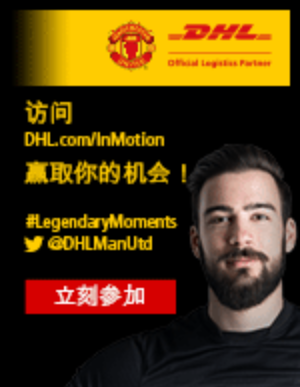 DHL
Official Logistics Partner
访问
DHL.com/InMotion
赢取你的机会！
#LegendaryMoments
@DHLManUtd
立刻参加